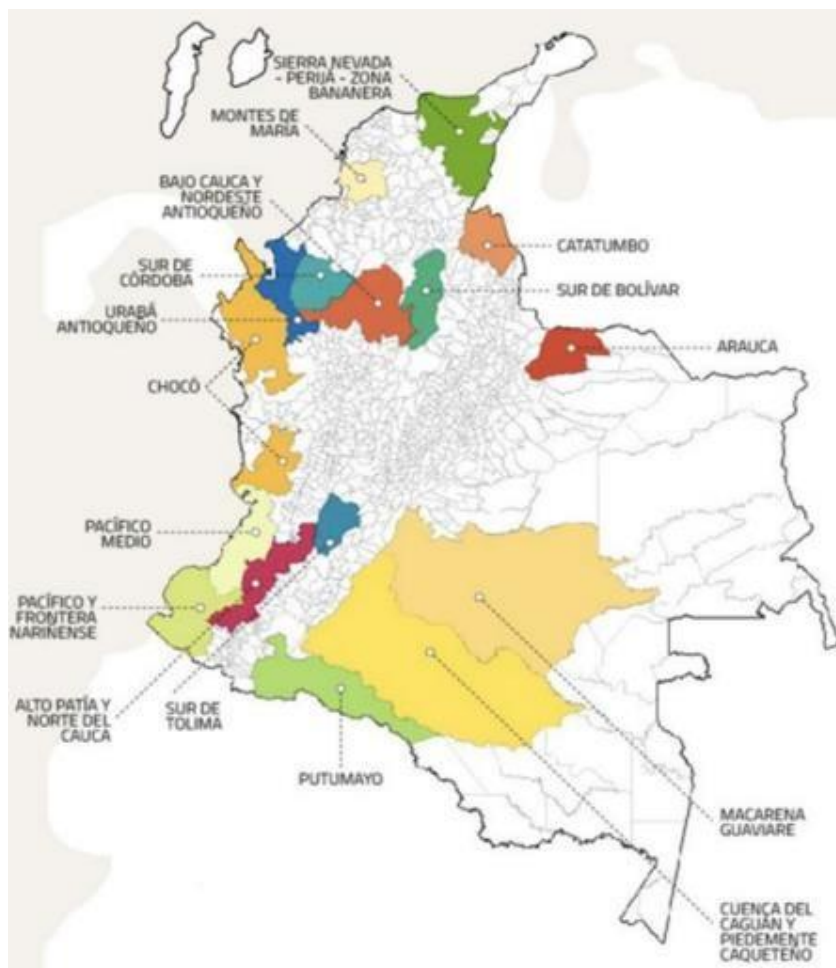 SIERRA NEVADA
- PERIJÁ - ZONA
BANANERA
MONTES DE
MARÍA
BAJO CAUCA Y
NORDESTE
ANTIOQUEÑO
CATATUMBO
SUR DE
CÓRDOBA
SUR DE BOLÍVAR
URABÁ
ANTIOQUEÑO
ARAUCA
CHOCÓ
PACÍFICO
MEDIO
PACÍFICO Y
FRONTERA
NARIÑENSE
ALTO PATÍA Y
NORTE DEL
CAUCA
SUR DE
TOLIMA
PUTUMAYO
MACARENA
GUAVIARE
CUENCA DEL
CAGUÁN Y
PIEDEMENTE
CAQUETEÑO